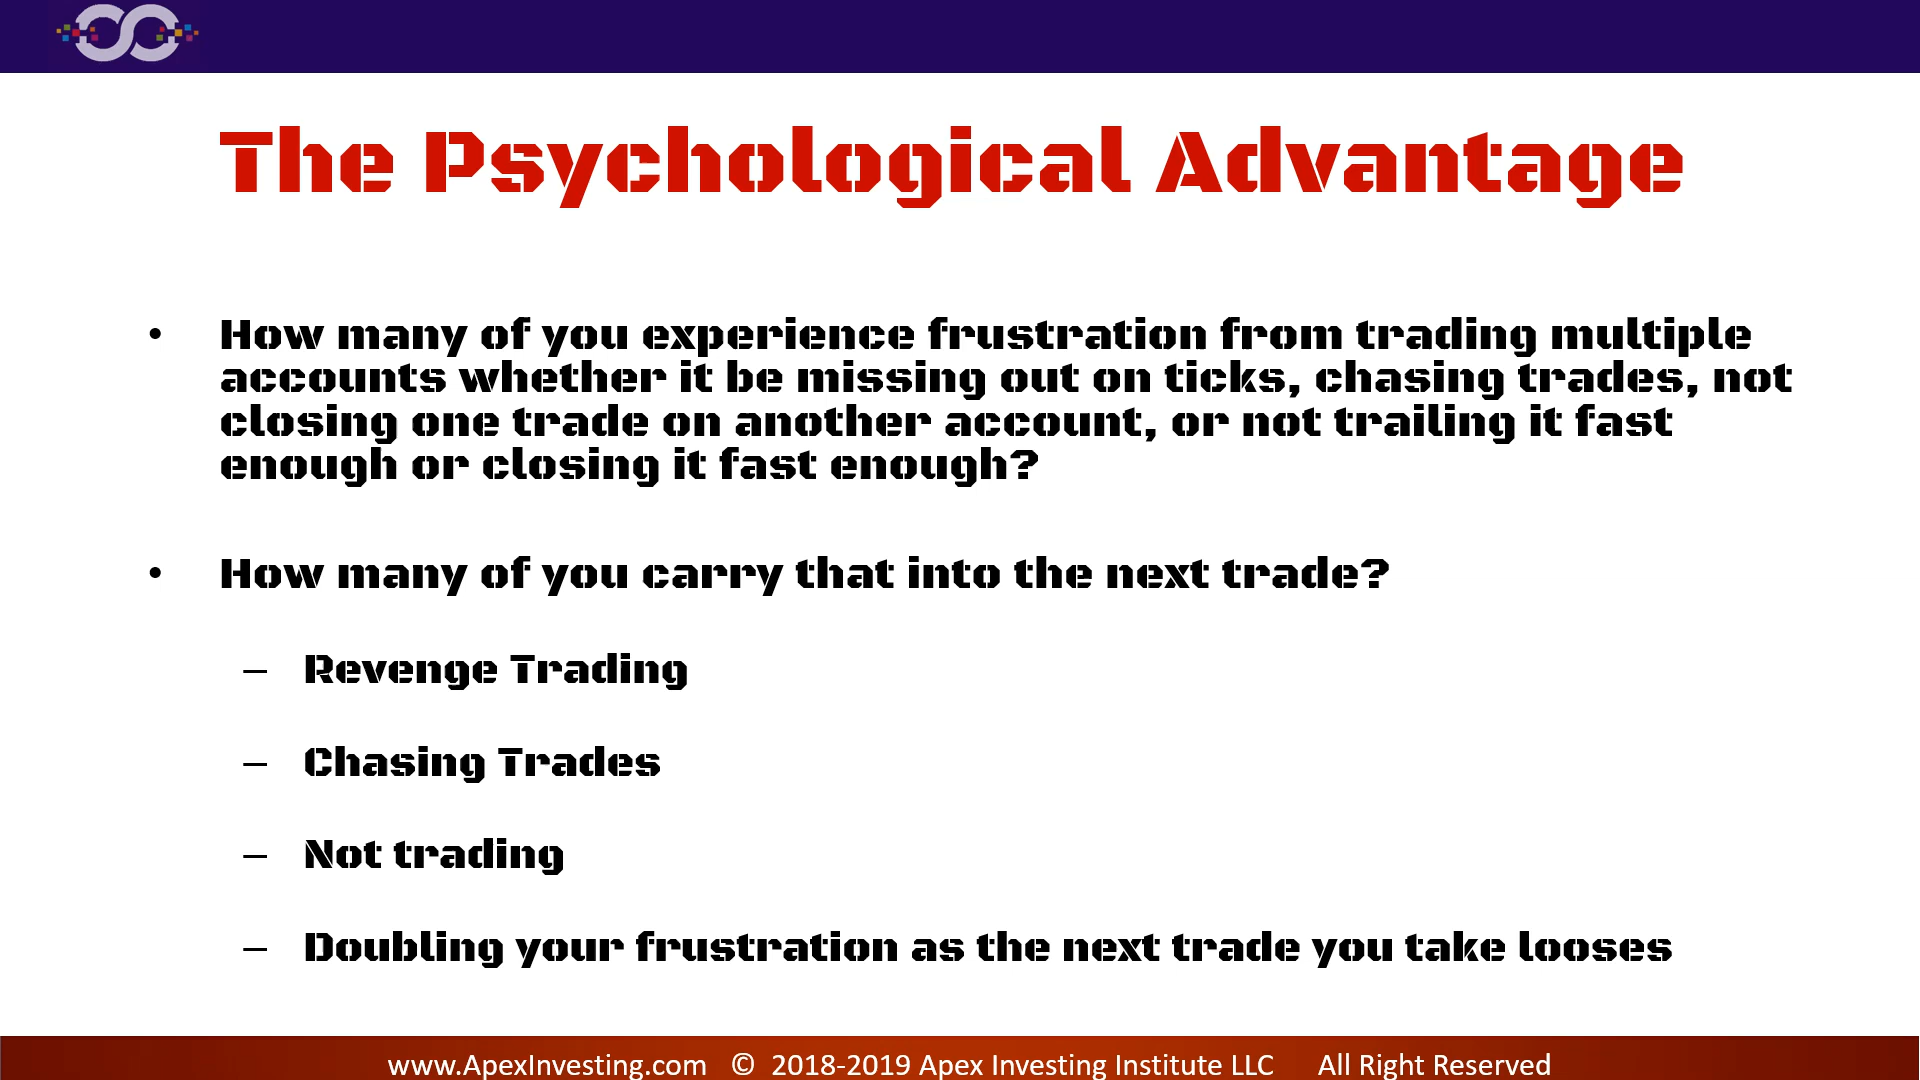 The Psychological Advantage
• How many of you experience frustration from trading multiple
accounts whether it be missing out on ticks, chasing trades, not
closing one trade on another account, or not trailing it fast
enough or closing it fast enough?
• How many of you carry that into the next trade?
– Revenge Trading
– Chasing Trades
– Not trading
– Doubling your frustration as the next trade you take looses
www.ApexInvesting.com © 2018-2019 Apex Investing Institute LLC All Right Reserved